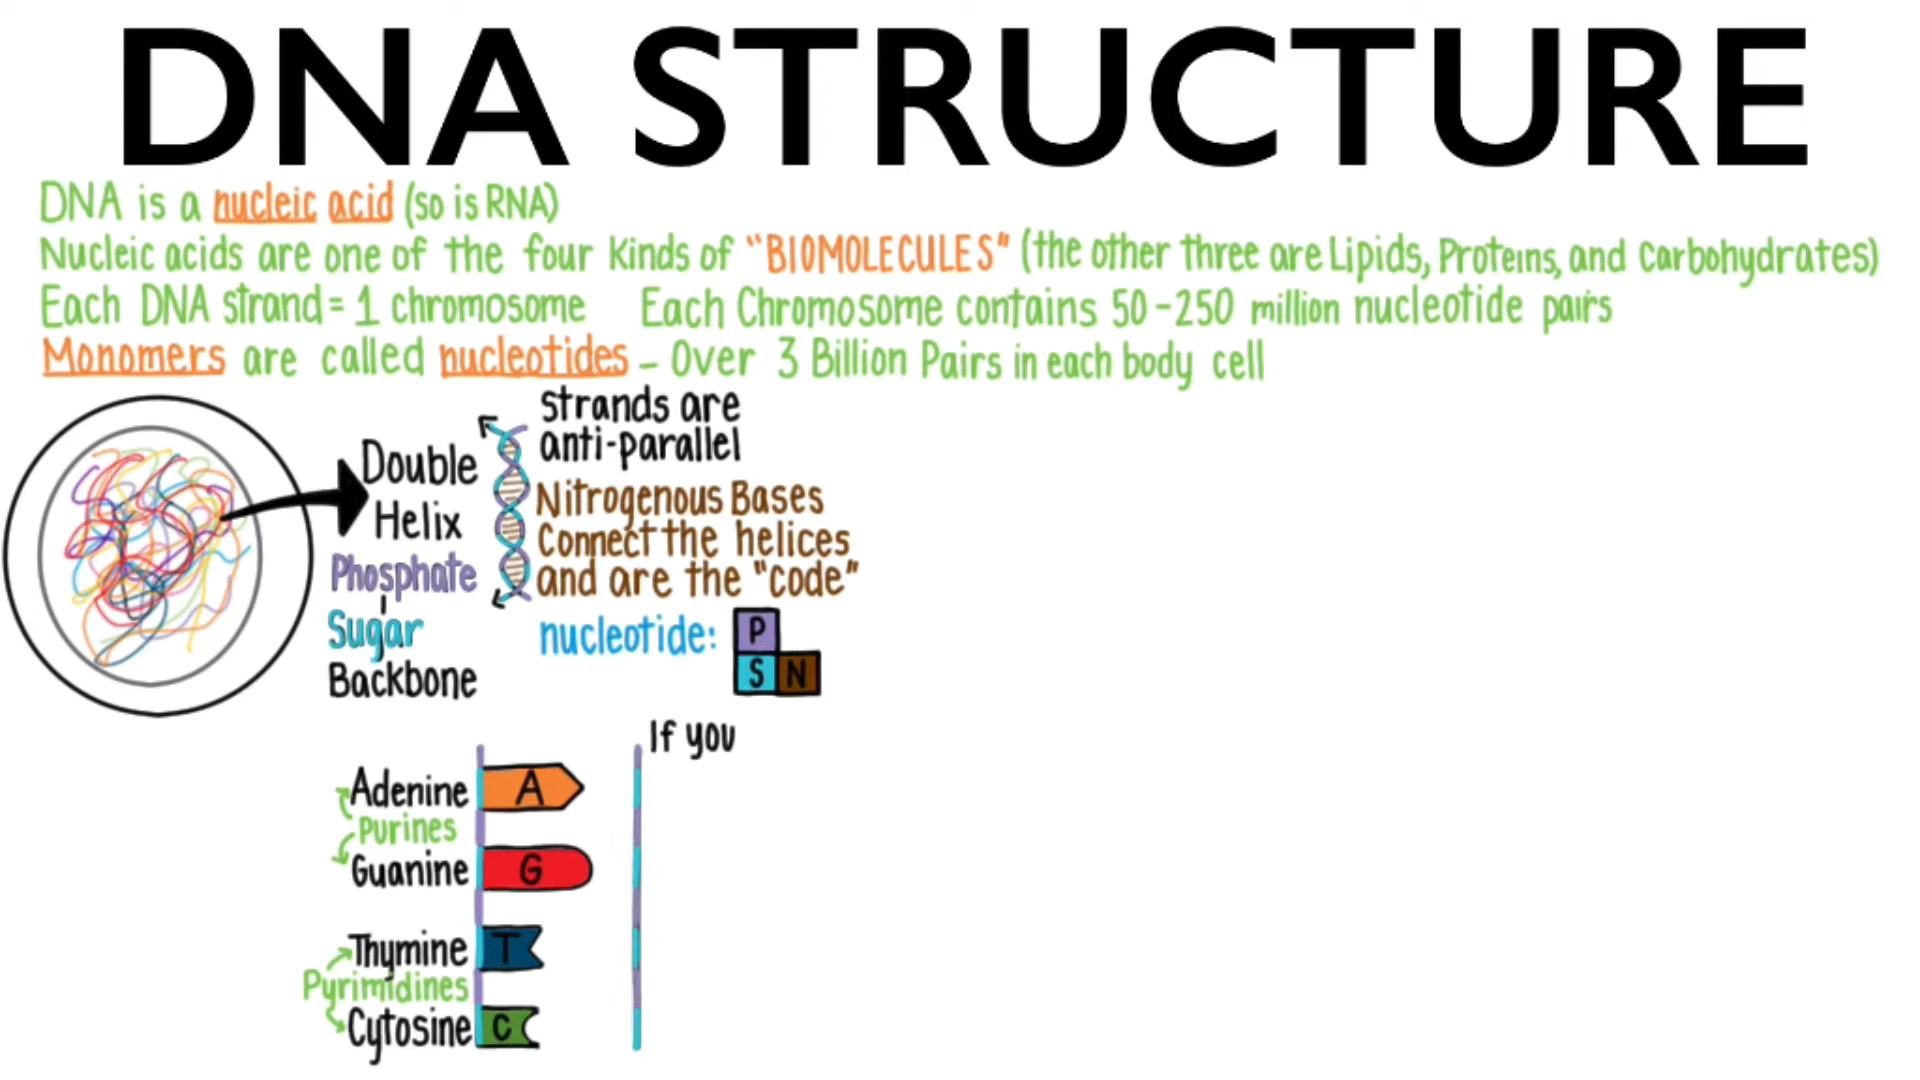 DNA STRUCTURE
DNA is a nucleic acid (so is RNA)
Nucleic acids are one of the four kinds of "BIOMOLECULES" (the other three are Lipids, Proteins, and Carbohydrates)
Each DNA strand = 1 chromosome Each Chromosome contains 50-250 million nucleotide pairs
Monomers are called nucleotides - Over 3 Billion Pairs in each body cell
Double
Helix
Phosphate
Sugar
Backbone
strands are
anti-parallel
Nitrogenous Bases
Connect the helices
and are the "code"
nucleotide:
P
S N
If you
Adenine A
Purines
Guanine G
Thymine T
Pyrimidines
Cytosine C